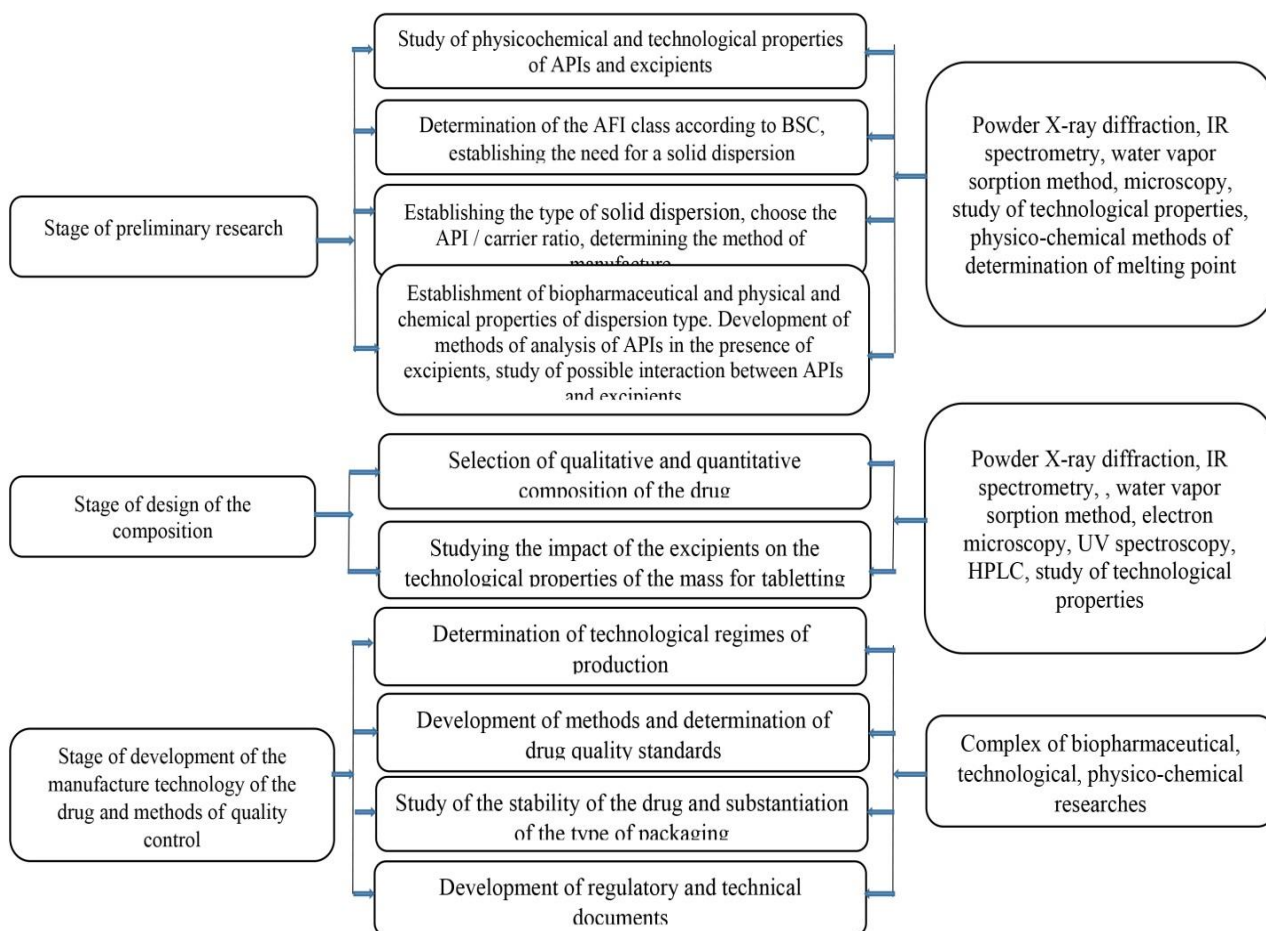 Stage of preliminary research
Study of physicochemical and technological properties
of APIs and excipients
Determination of the AFI class according to BSC,
establishing the need for a solid dispersion
Establishing the type of solid dispersion, choose the
API / carrier ratio, determining the method of
manufacture
Establishment of biopharmaceutical and physical and
chemical properties of dispersion type. Development of
methods of analysis of APIs in the presence of
excipients, study of possible interaction between APIs
and excipients
Powder X-ray diffraction, IR
spectrometry, water vapor
sorption method, microscopy,
study of technological properties,
physico-chemical methods of
determination of melting point
Stage of design of the
composition
Selection of qualitative and quantitative
composition of the drug
Studying the impact of the excipients on the
technological properties of the mass for tabletting
Powder X-ray diffraction, IR
spectrometry, , water vapor
sorption method, electron
microscopy, UV spectroscopy,
HPLC, study of technological
properties
Stage of development of the
manufacture technology of the
drug and methods of quality
control
Determination of technological regimes of
production
Development of methods and determination of
drug quality standards
Study of the stability of the drug and substantiation
of the type of packaging
Development of regulatory and technical
documents
Complex of biopharmaceutical,
technological, physico-chemical
researches